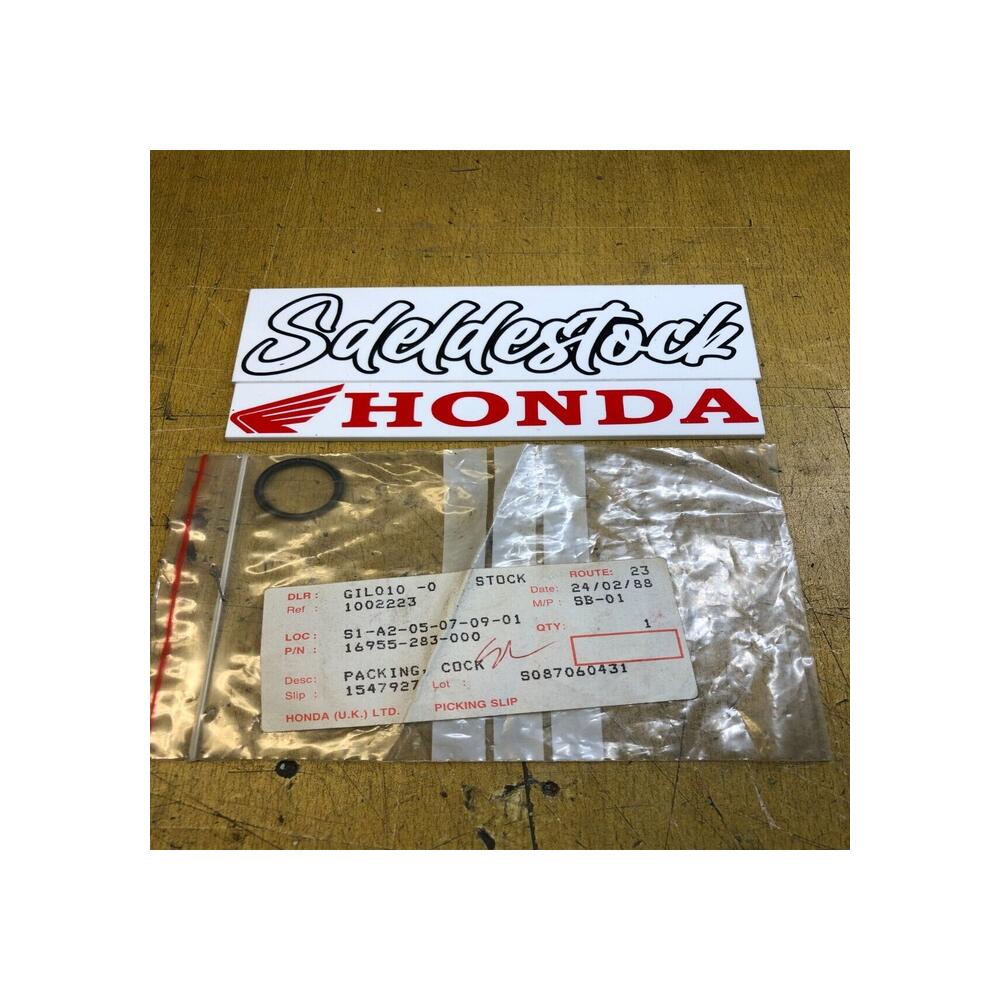 Sdeldestock
HONDA
DLR: GIL010 -0 STOCK ROUTE: 23
Ref: 1002223 Date: 24/02/88
M/P: SB-01
LOC: S1-A2-05-07-09-01 QTY: 1
P/N: 16955-283-000
Desc: PACKING, COCK
Slip: 1547927 Lot: S087060431
HONDA (U.K.) LTD. PICKING SLIP